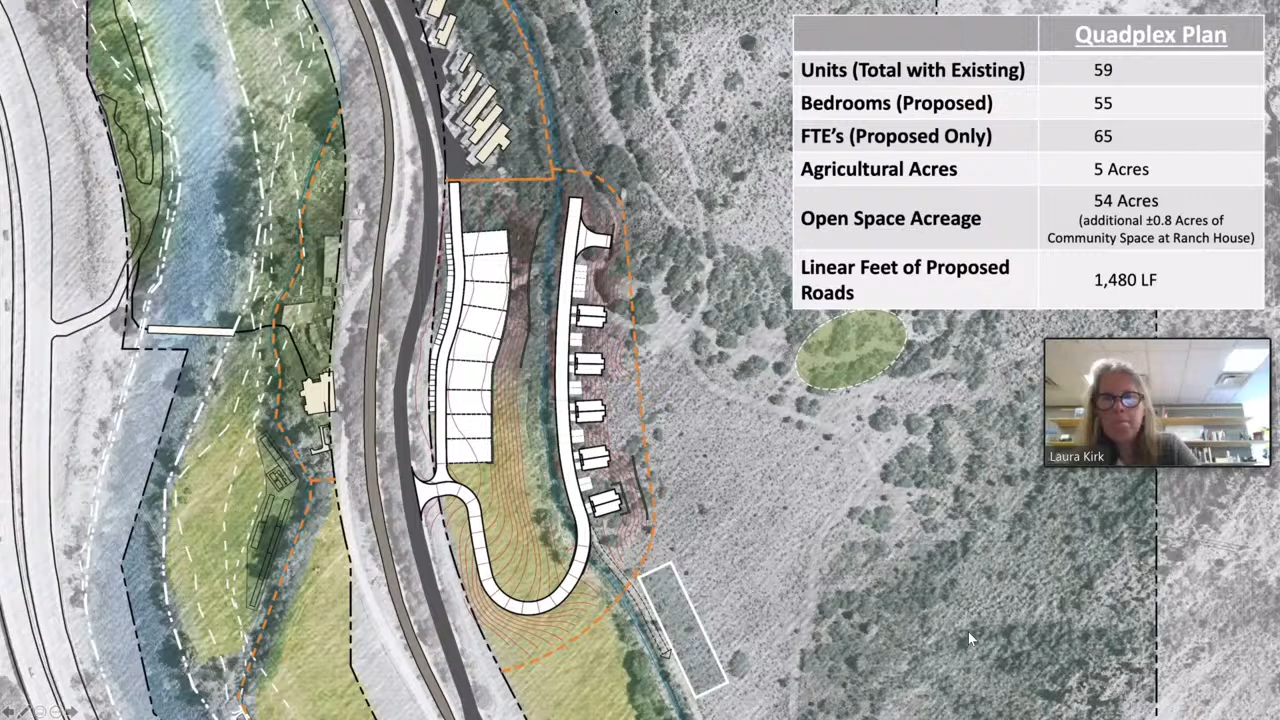 Quadplex Plan
Units (Total with Existing) 59
Bedrooms (Proposed) 55
FTE's (Proposed Only) 65
Agricultural Acres 5 Acres
Open Space Acreage 54 Acres
(additional ±0.8 Acres of
Community Space at Ranch House)
Linear Feet of Proposed
Roads 1,480 LF
Laura Kirk